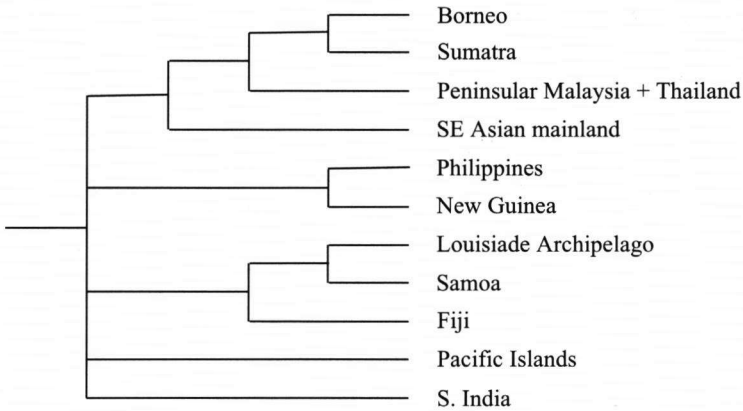 Borneo
Sumatra
Peninsular Malaysia + Thailand
SE Asian mainland
Philippines
New Guinea
Louisiade Archipelago
Samoa
Fiji
Pacific Islands
S. India